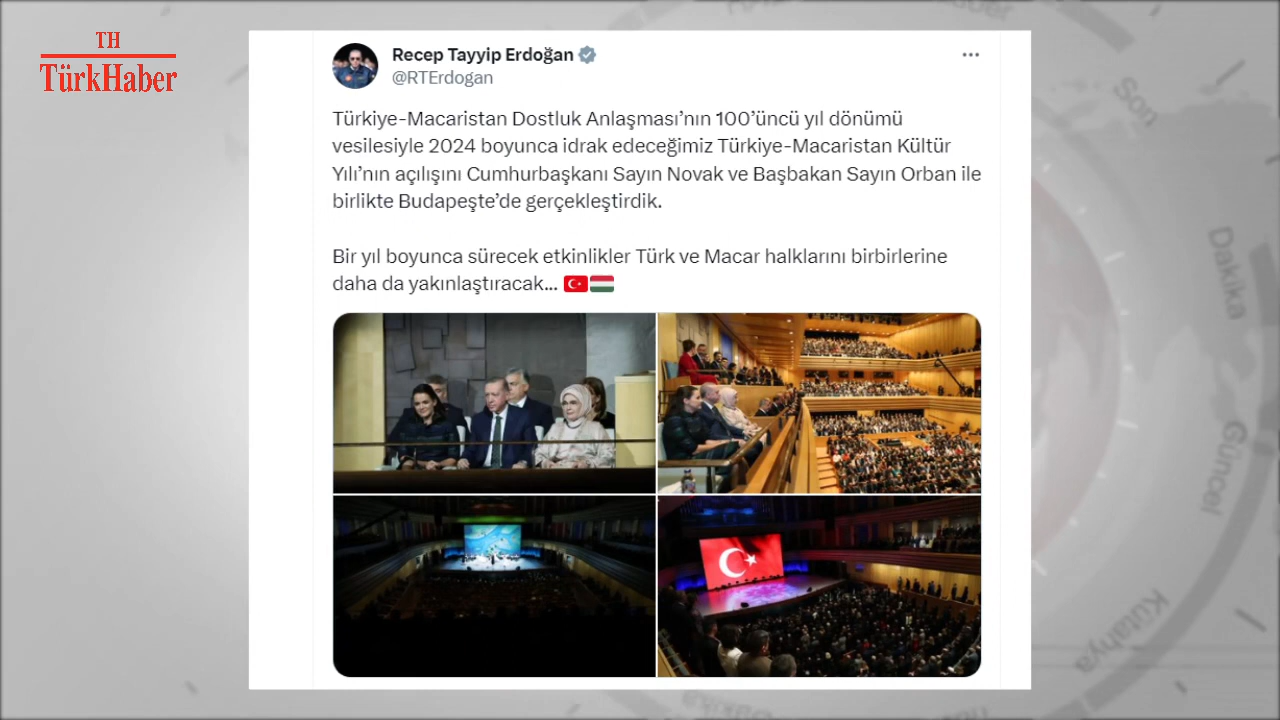 TH
TürkHaber
Recep Tayyip Erdoğan
@RTErdogan
Türkiye-Macaristan Dostluk Anlaşması’nın 100’üncü yıl dönümü
vesilesiyle 2024 boyunca idrak edeceğimiz Türkiye-Macaristan Kültür
Yılı’nın açılışını Cumhurbaşkanı Sayın Novak ve Başbakan Sayın Orban ile
birlikte Budapeşte’de gerçekleştirdik.
Bir yıl boyunca sürecek etkinlikler Türk ve Macar halklarını birbirlerine
daha da yakınlaştıracak...
Son
Dakika
Güncel
Kütahya